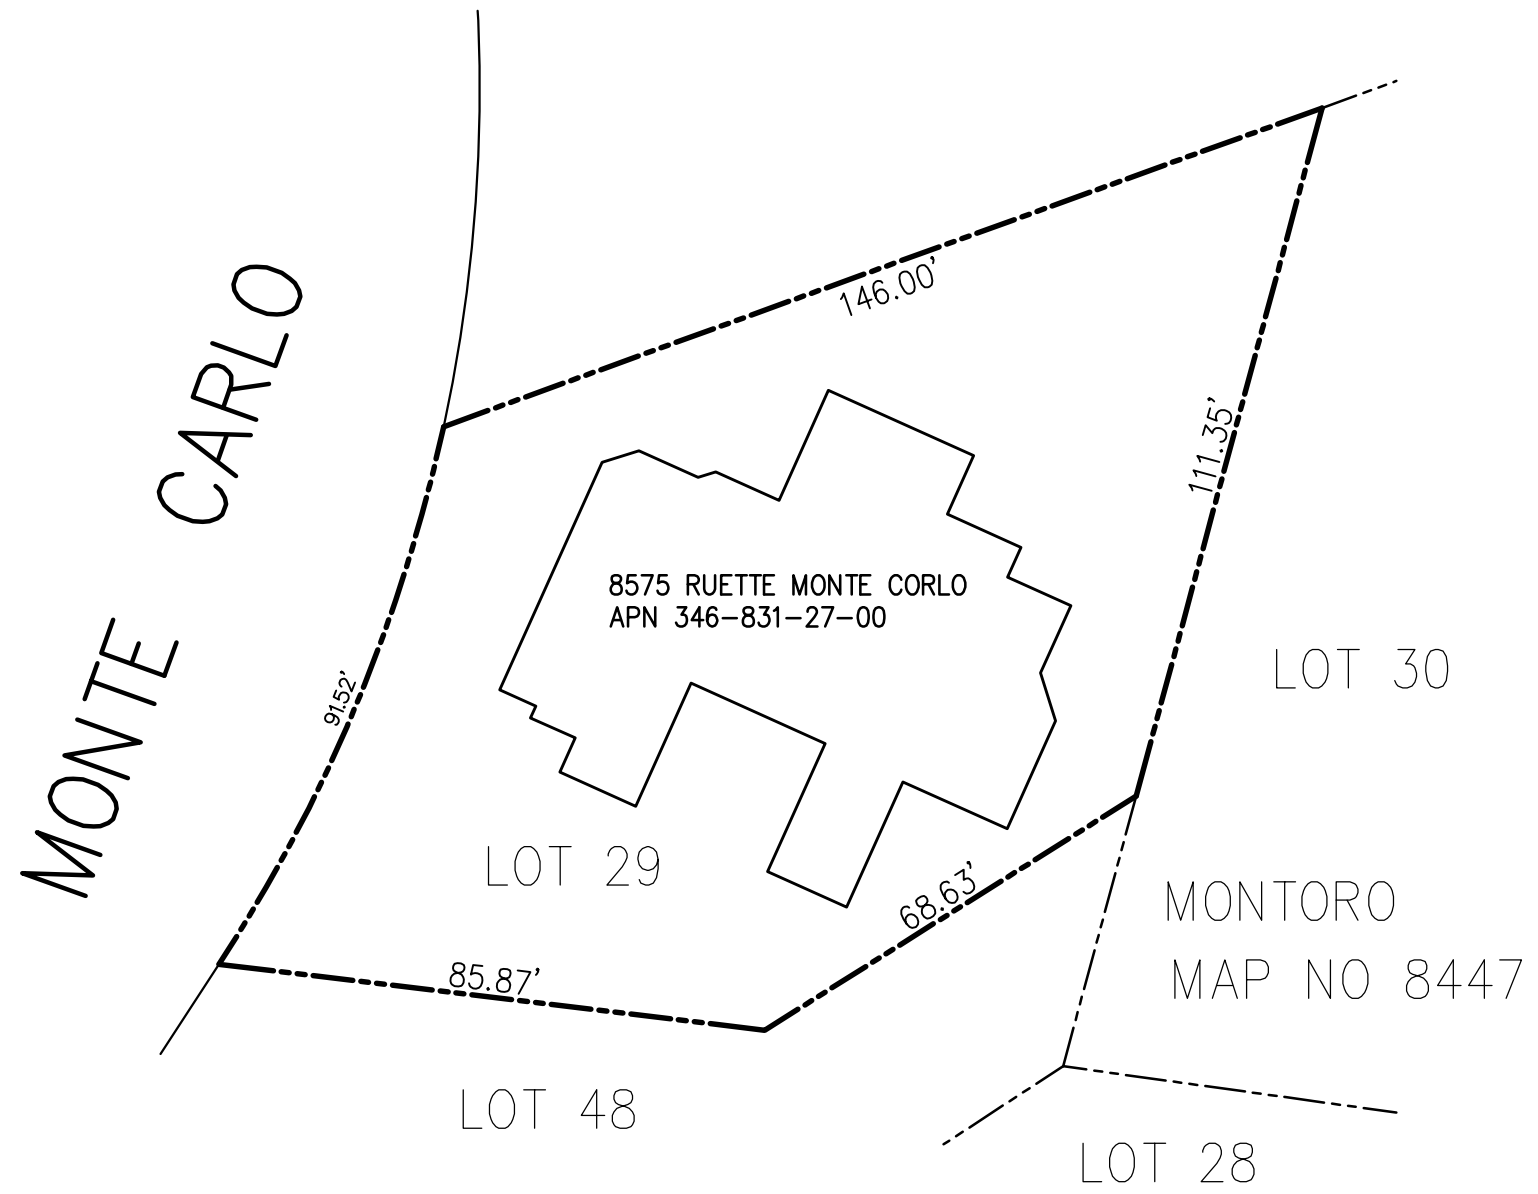 MONTE CARLO
146.00'
111.35'
8575 RUETTE MONTE CORLO
APN 346-831-27-00
LOT 30
91.52'
LOT 29
68.63'
MONTORO
MAP NO 8447
85.87'
LOT 48
LOT 28